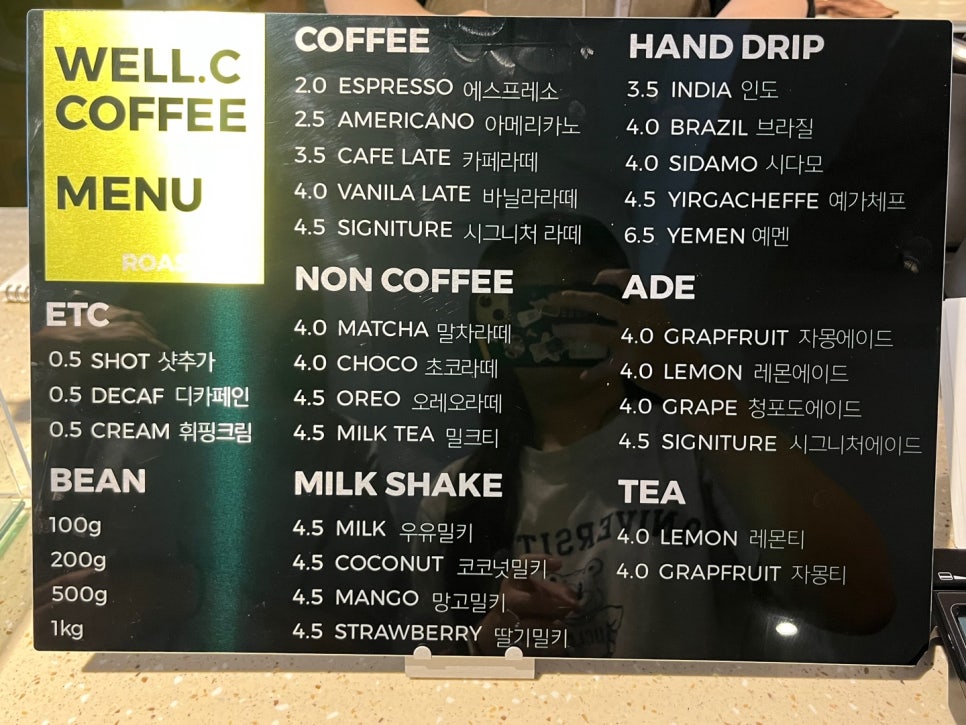 WELL.C
COFFEE
MENU
ETC
0.5 SHOT 샷추가
0.5 DECAF 디카페인
0.5 CREAM 휘핑크림
BEAN
100g
200g
500g
1kg
COFFEE
2.0 ESPRESSO 에스프레소
2.5 AMERICANO 아메리카노
3.5 CAFE LATE 카페라떼
4.0 VANILA LATE 바닐라라떼
4.5 SIGNITURE 시그니처 라떼
NON COFFEE
4.0 MATCHA 말차라떼
4.0 CHOCO 초코라떼
4.5 OREO 오레오라떼
4.5 MILK TEA 밀크티
MILK SHAKE
4.5 MILK 우유밀키
4.5 COCONUT 코코넛밀키
4.5 MANGO 망고밀키
4.5 STRAWBERRY 딸기밀키
HAND DRIP
3.5 INDIA 인도
4.0 BRAZIL 브라질
4.0 SIDAMO 시다모
4.5 YIRGACHEFFE 예가체프
6.5 YEMEN 예멘
ADE
4.0 GRAPFRUIT 자몽에이드
4.0 LEMON 레몬에이드
4.0 GRAPE 청포도에이드
4.5 SIGNITURE 시그니처에이드
TEA
4.0 LEMON 레몬티
4.0 GRAPFRUIT 자몽티